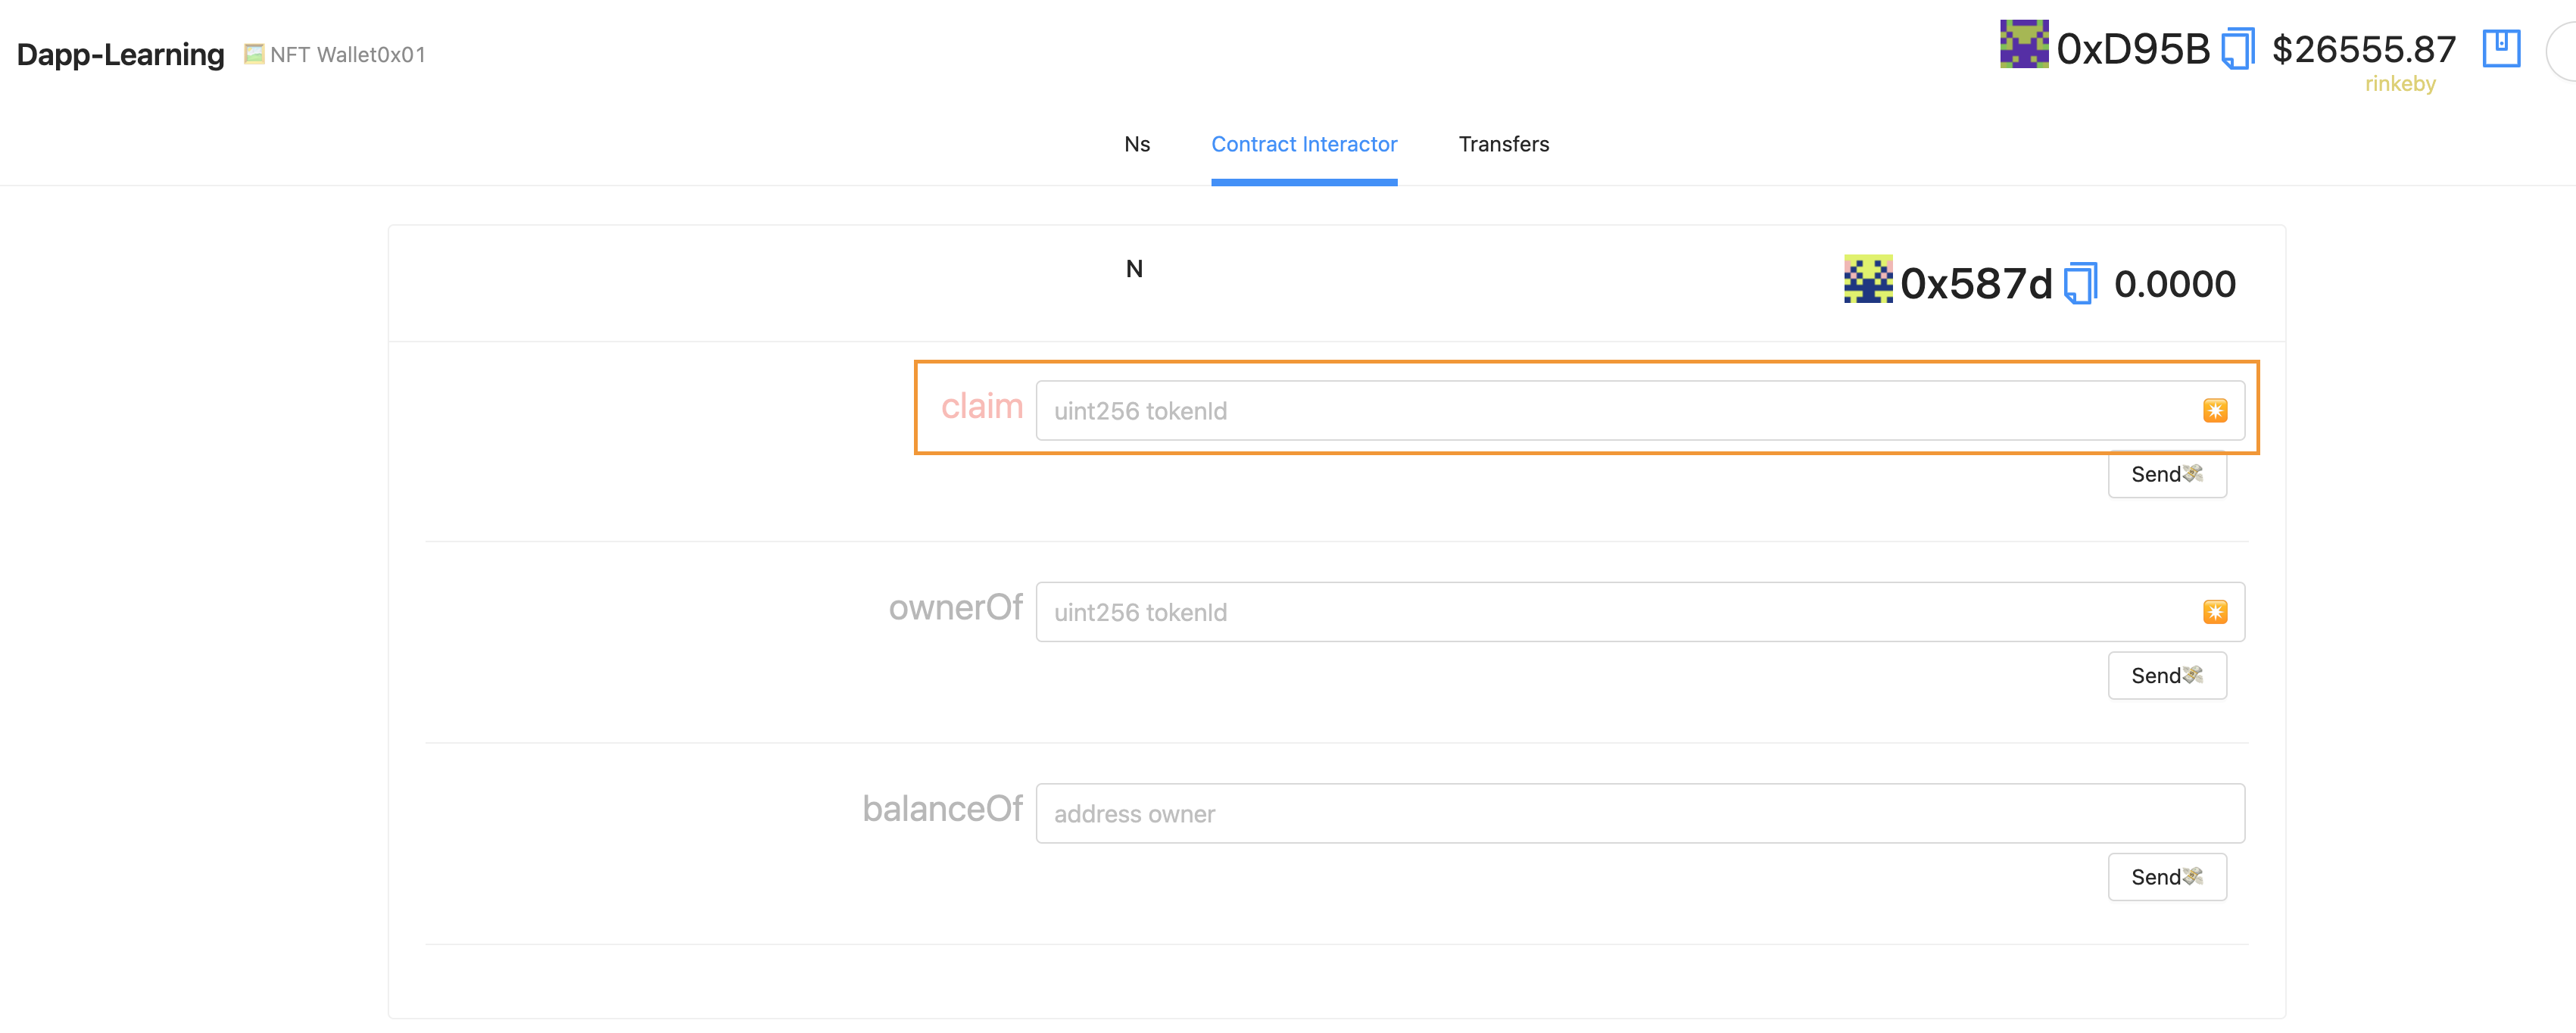 Dapp-Learning NFT Wallet0x01 0xD95B $26555.87
rinkeby
Ns Contract Interactor Transfers
N 0x587d 0.0000
claim uint256 tokenId
Send
ownerOf uint256 tokenId
Send
balanceOf address owner
Send